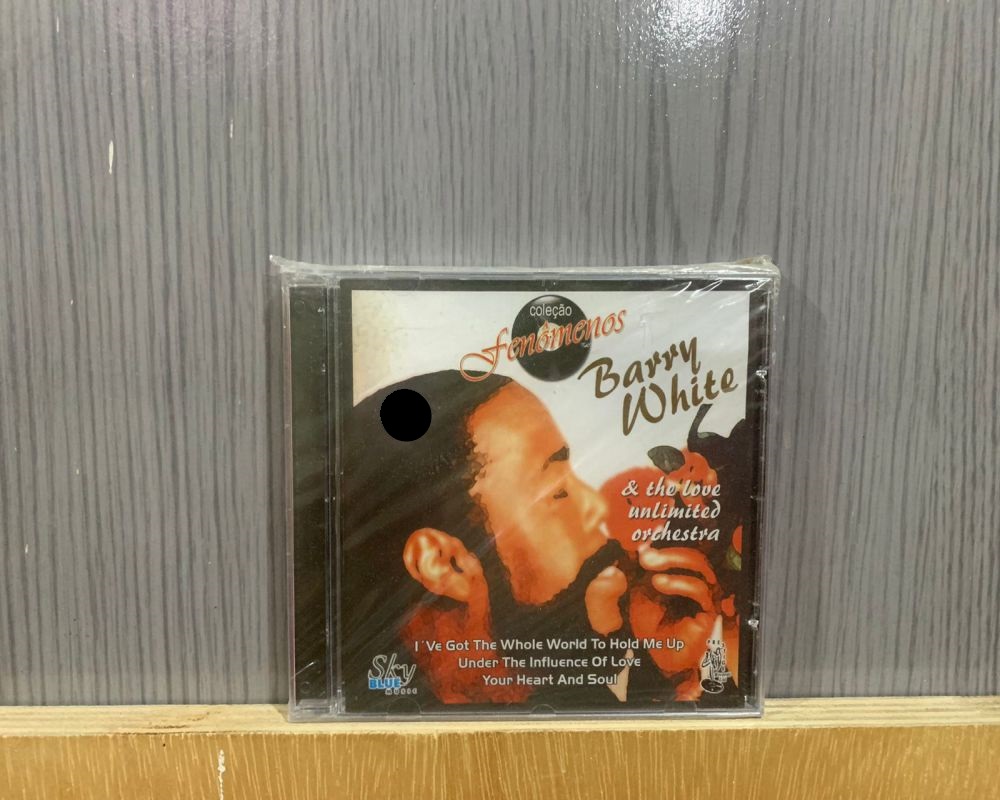 coleção
Fenômenos
Barry
White
& the love
unlimited
orchestra
I´Ve Got The Whole World To Hold Me Up
Under The Influence Of Love
Your Heart And Soul
Sky
BLUE
MUSIC